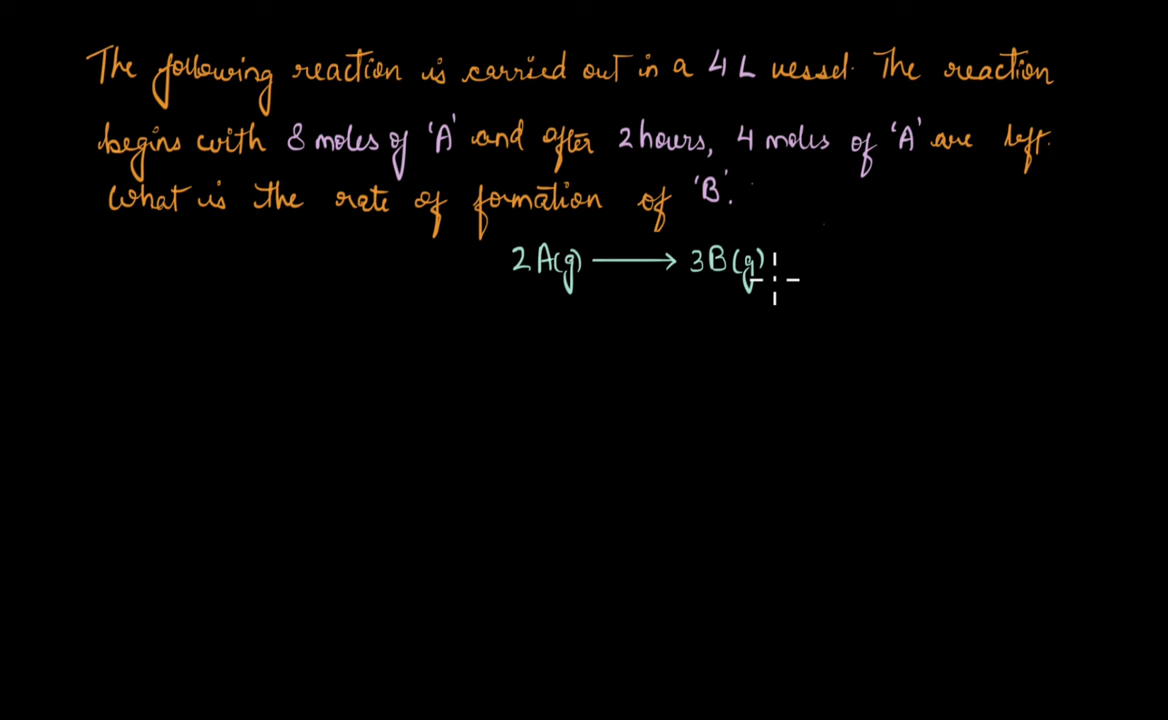 The following reaction is carried out in a 4 L vessel. The reaction
begins with 8 moles of 'A' and after 2 hours, 4 moles of 'A' are left.
What is the rate of formation of 'B'.
2A(g) ⟶ 3B(g)